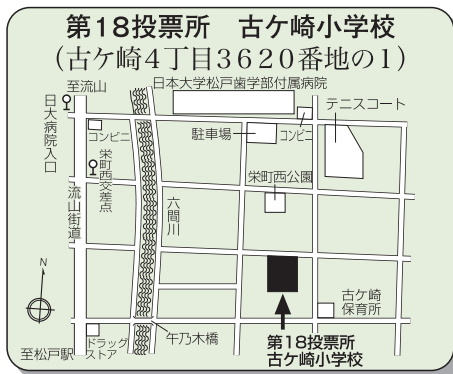 第18投票所　古ケ崎小学校
（古ケ崎4丁目3620番地の1）
至流山
日本大学松戸歯学部付属病院
日大病院入口
コンビニ
駐車場
コンビニ
テニスコート
栄町西交差点
栄町西公園
流山街道
六間川
N
古ケ崎
保育所
至松戸駅
ドラッグ
ストア
午乃木橋
第18投票所
古ケ崎小学校